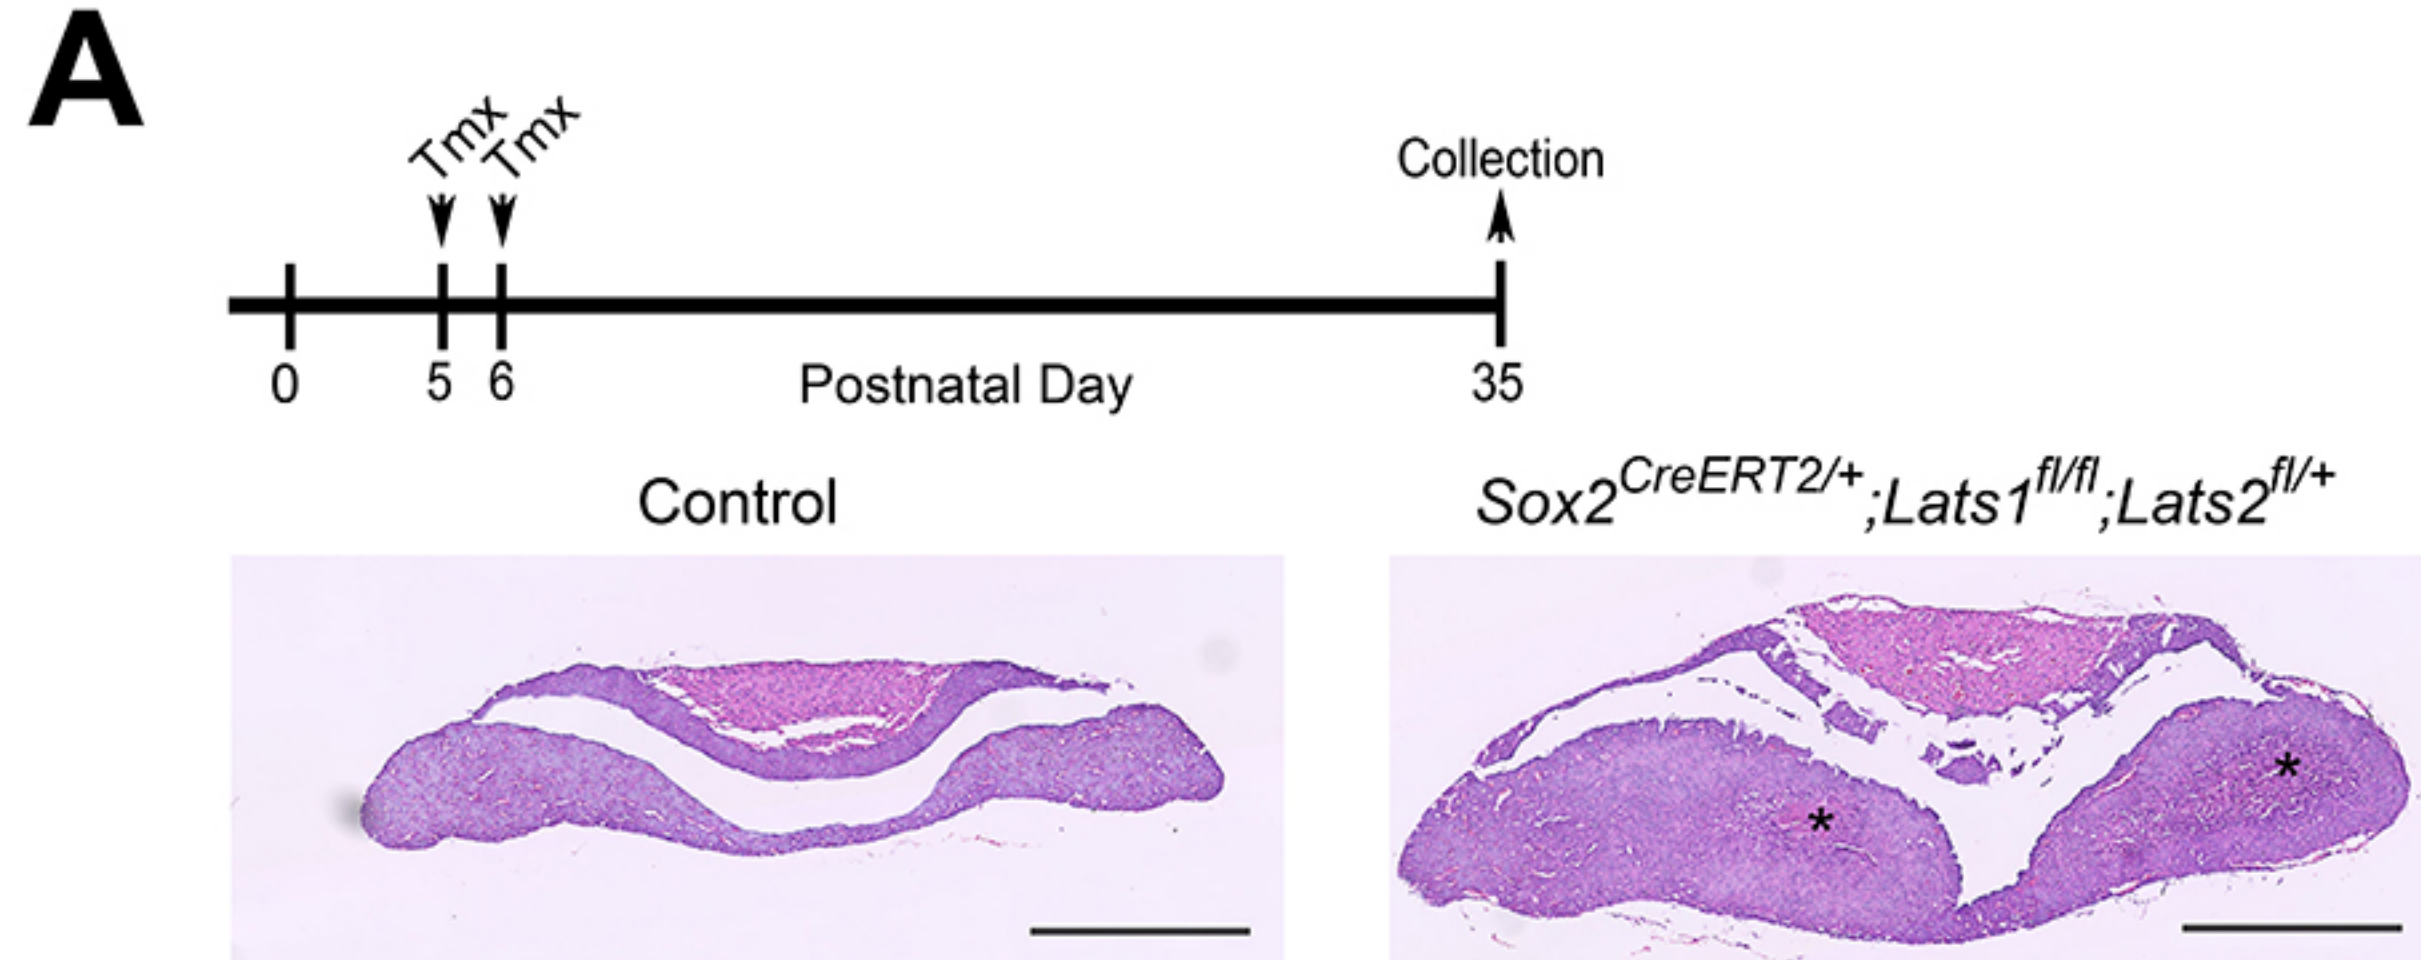 A
Tmx Tmx
Collection
0 5 6 Postnatal Day 35
Control
Sox2CreERT2/+;Lats1fl/fl;Lats2fl/+
*
*